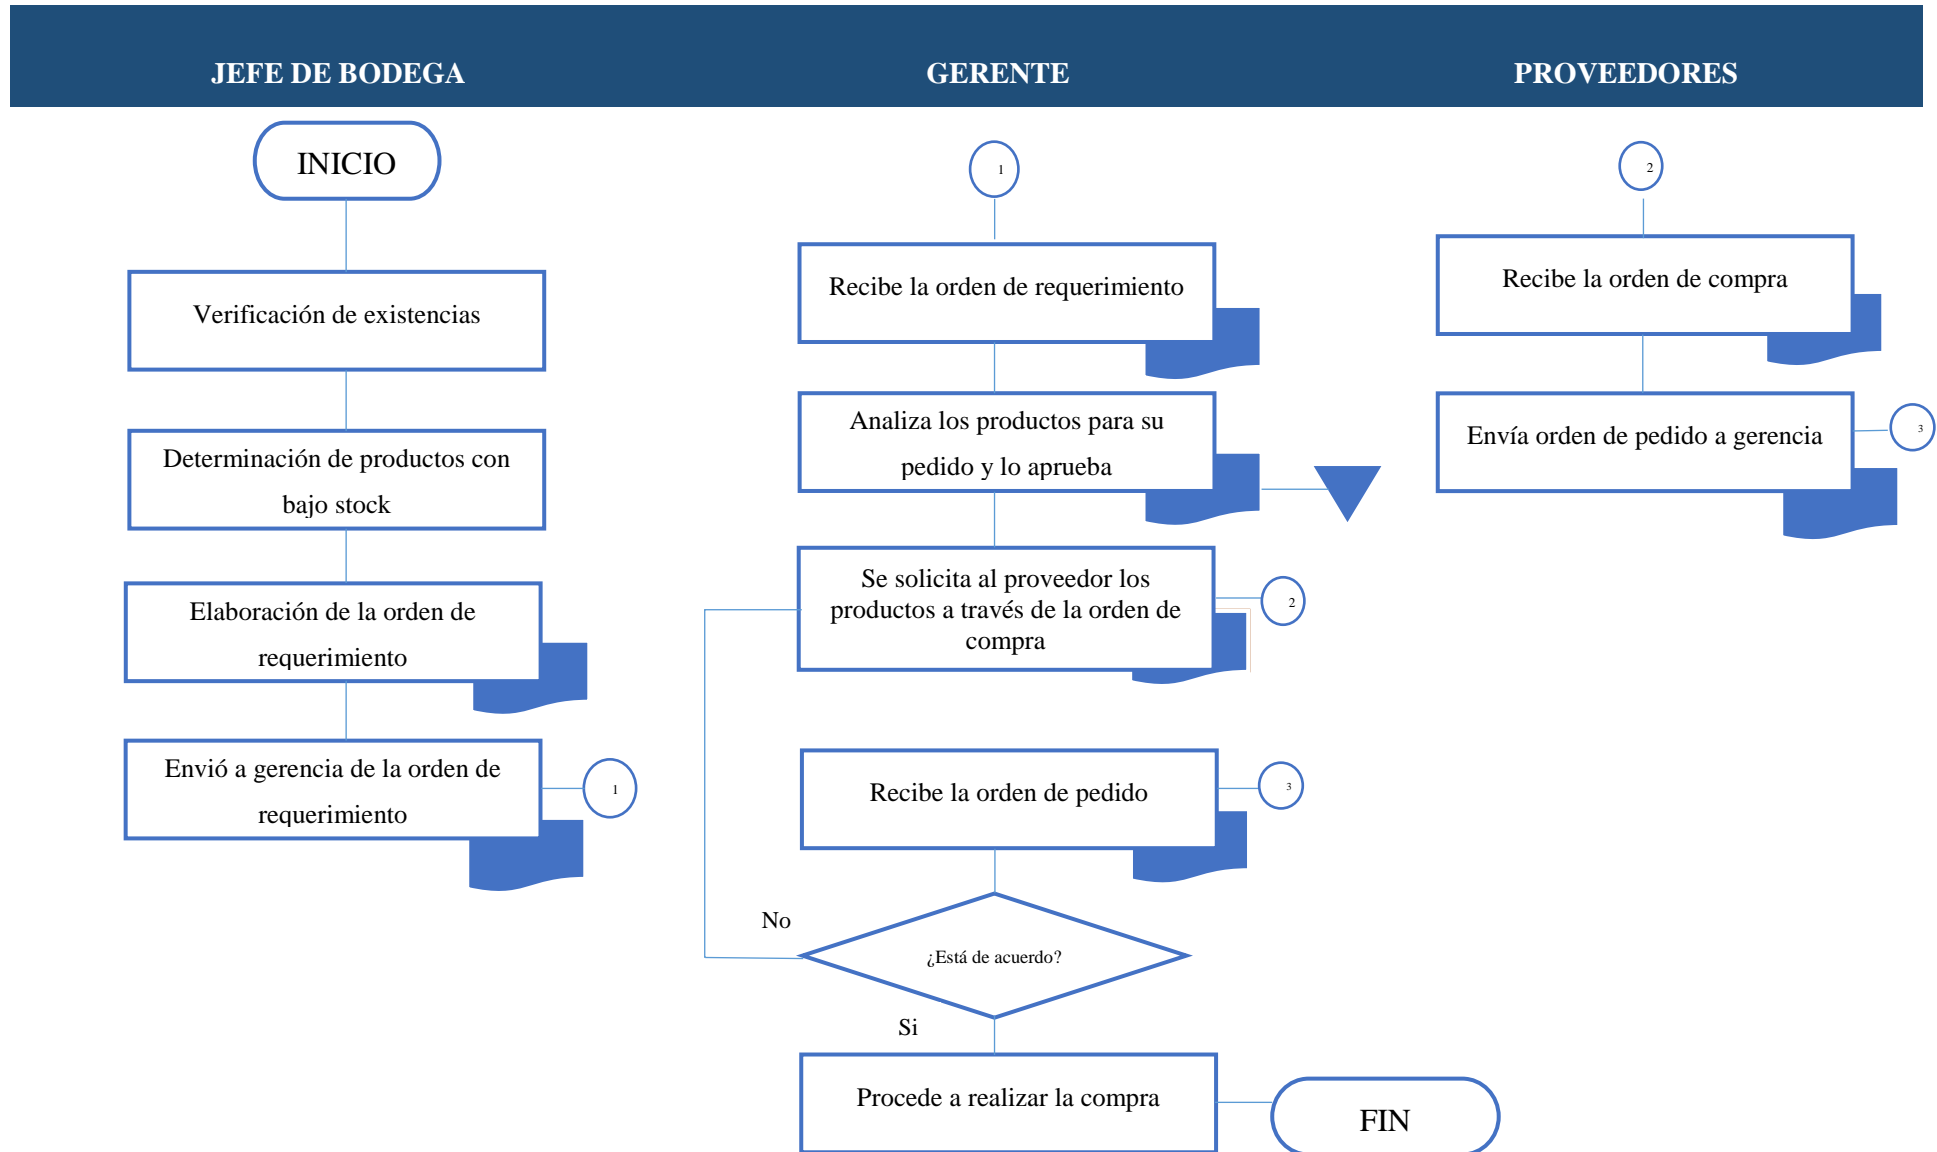 JEFE DE BODEGA
GERENTE
PROVEEDORES
INICIO
Verificación de existencias
Determinación de productos con
bajo stock
Elaboración de la orden de
requerimiento
Envió a gerencia de la orden de
requerimiento
1
1
Recibe la orden de requerimiento
Analiza los productos para su
pedido y lo aprueba
Se solicita al proveedor los
productos a través de la orden de
compra
2
Recibe la orden de pedido
3
¿Está de acuerdo?
No
Si
Procede a realizar la compra
FIN
2
Recibe la orden de compra
Envía orden de pedido a gerencia
3